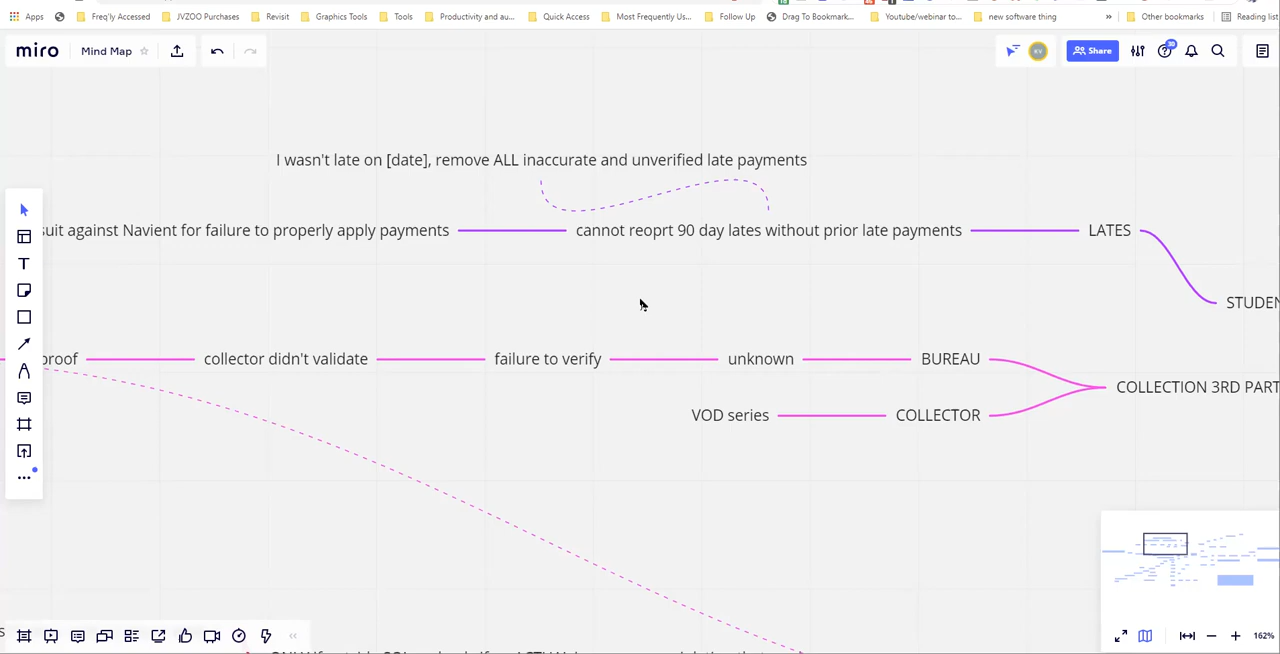 Apps
Freq'ly Accessed
JVZOO Purchases
Revisit
Graphics Tools
Tools
Productivity and au...
Quick Access
Most Frequently Us...
Follow Up
Drag To Bookmark...
Youtube/webinar to...
new software thing
»
Other bookmarks
Reading list
miro
Mind Map
Share
30
I wasn't late on [date], remove ALL inaccurate and unverified late payments
suit against Navient for failure to properly apply payments
cannot reoprt 90 day lates without prior late payments
LATES
STUDEN
proof
collector didn't validate
failure to verify
unknown
BUREAU
COLLECTION 3RD PART
VOD series
COLLECTOR
162%